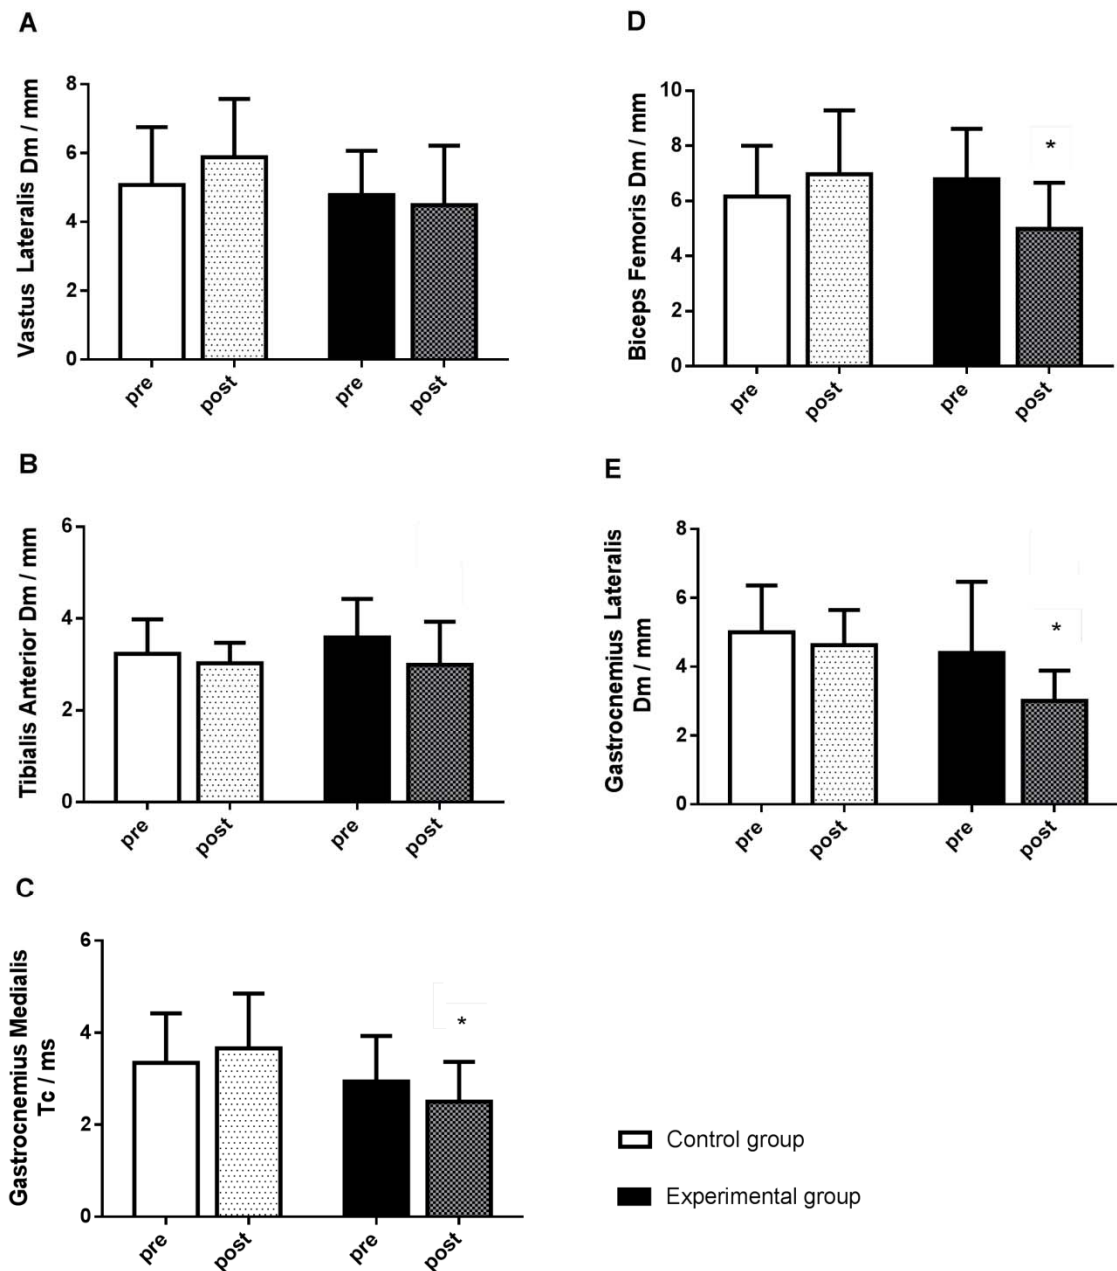 A
Vastus Lateralis Dm / mm
8
6
4
2
0
pre
post
pre
post
B
Tibialis Anterior Dm / mm
6
4
2
0
pre
post
pre
post
C
Gastrocnemius Medialis
Tc / ms
6
4
2
0
*
pre
post
pre
post
D
Biceps Femoris Dm / mm
10
8
6
4
2
0
*
pre
post
pre
post
E
Gastrocnemius Lateralis
Dm / mm
8
6
4
2
0
*
pre
post
pre
post
Control group
Experimental group